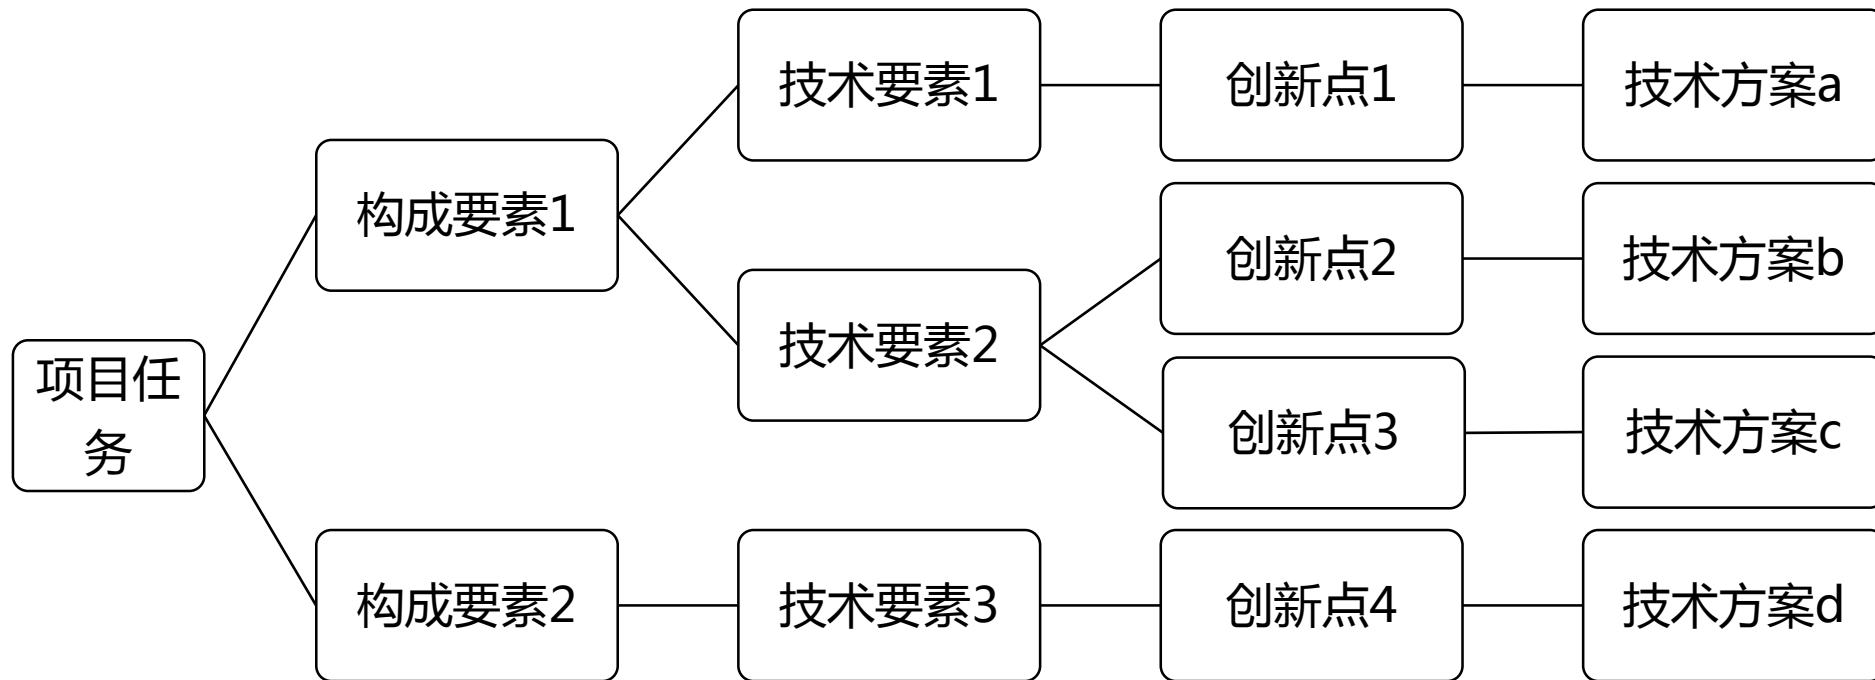 技术要素1
创新点1
技术方案a
构成要素1
创新点2
技术方案b
技术要素2
项目任
务
创新点3
技术方案c
构成要素2
技术要素3
创新点4
技术方案d